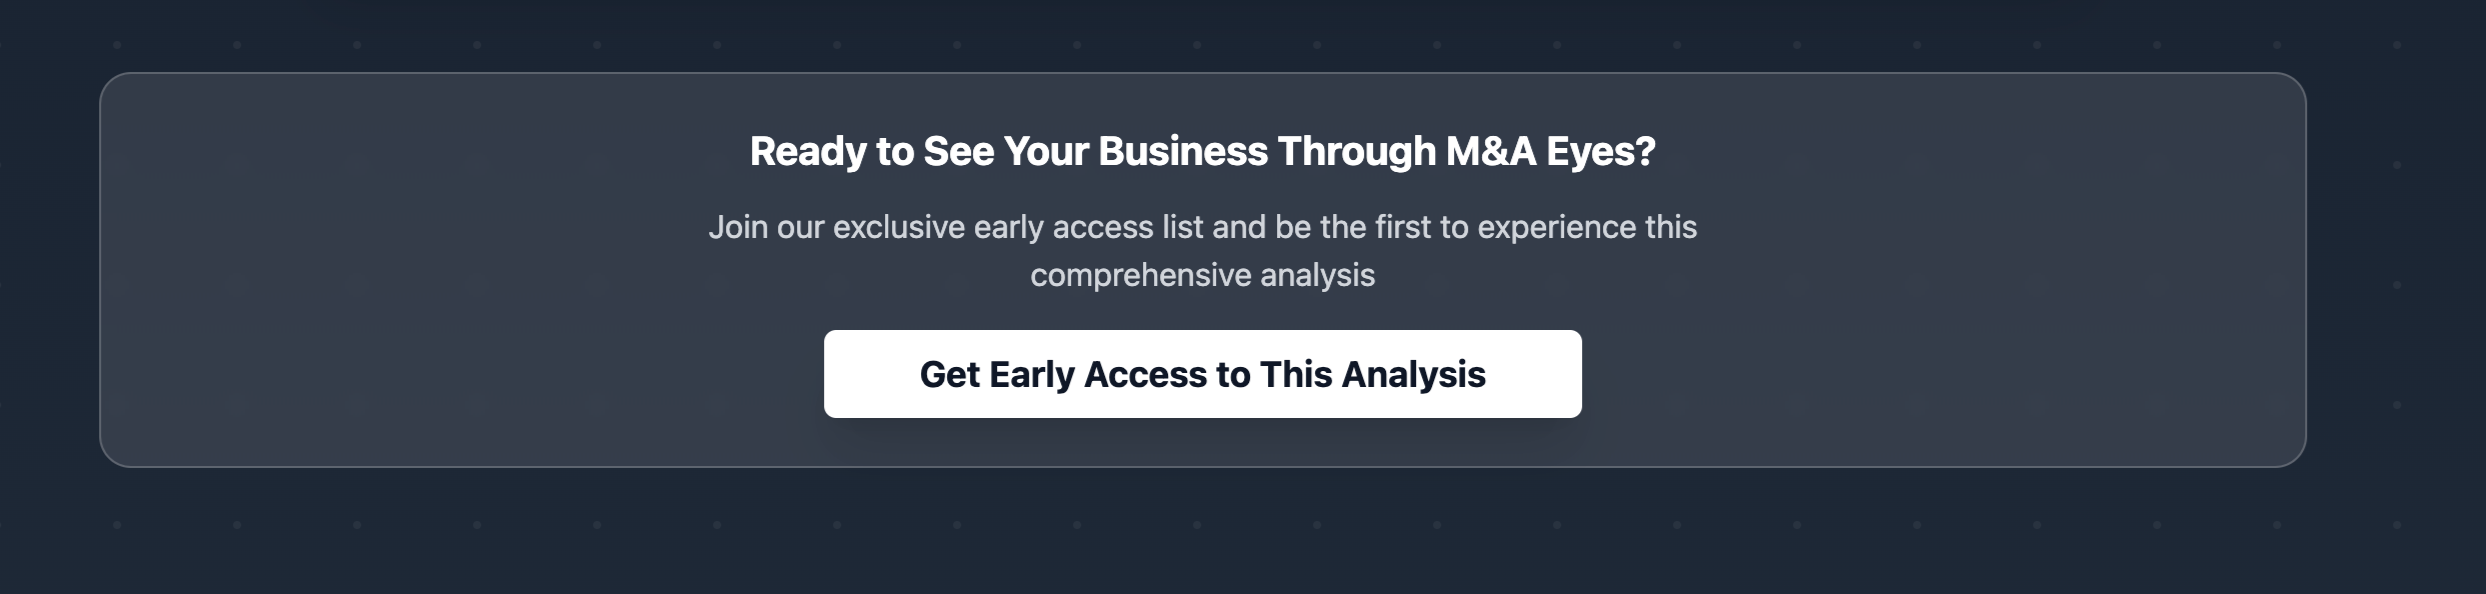 Ready to See Your Business Through M&A Eyes?
Join our exclusive early access list and be the first to experience this
comprehensive analysis
Get Early Access to This Analysis